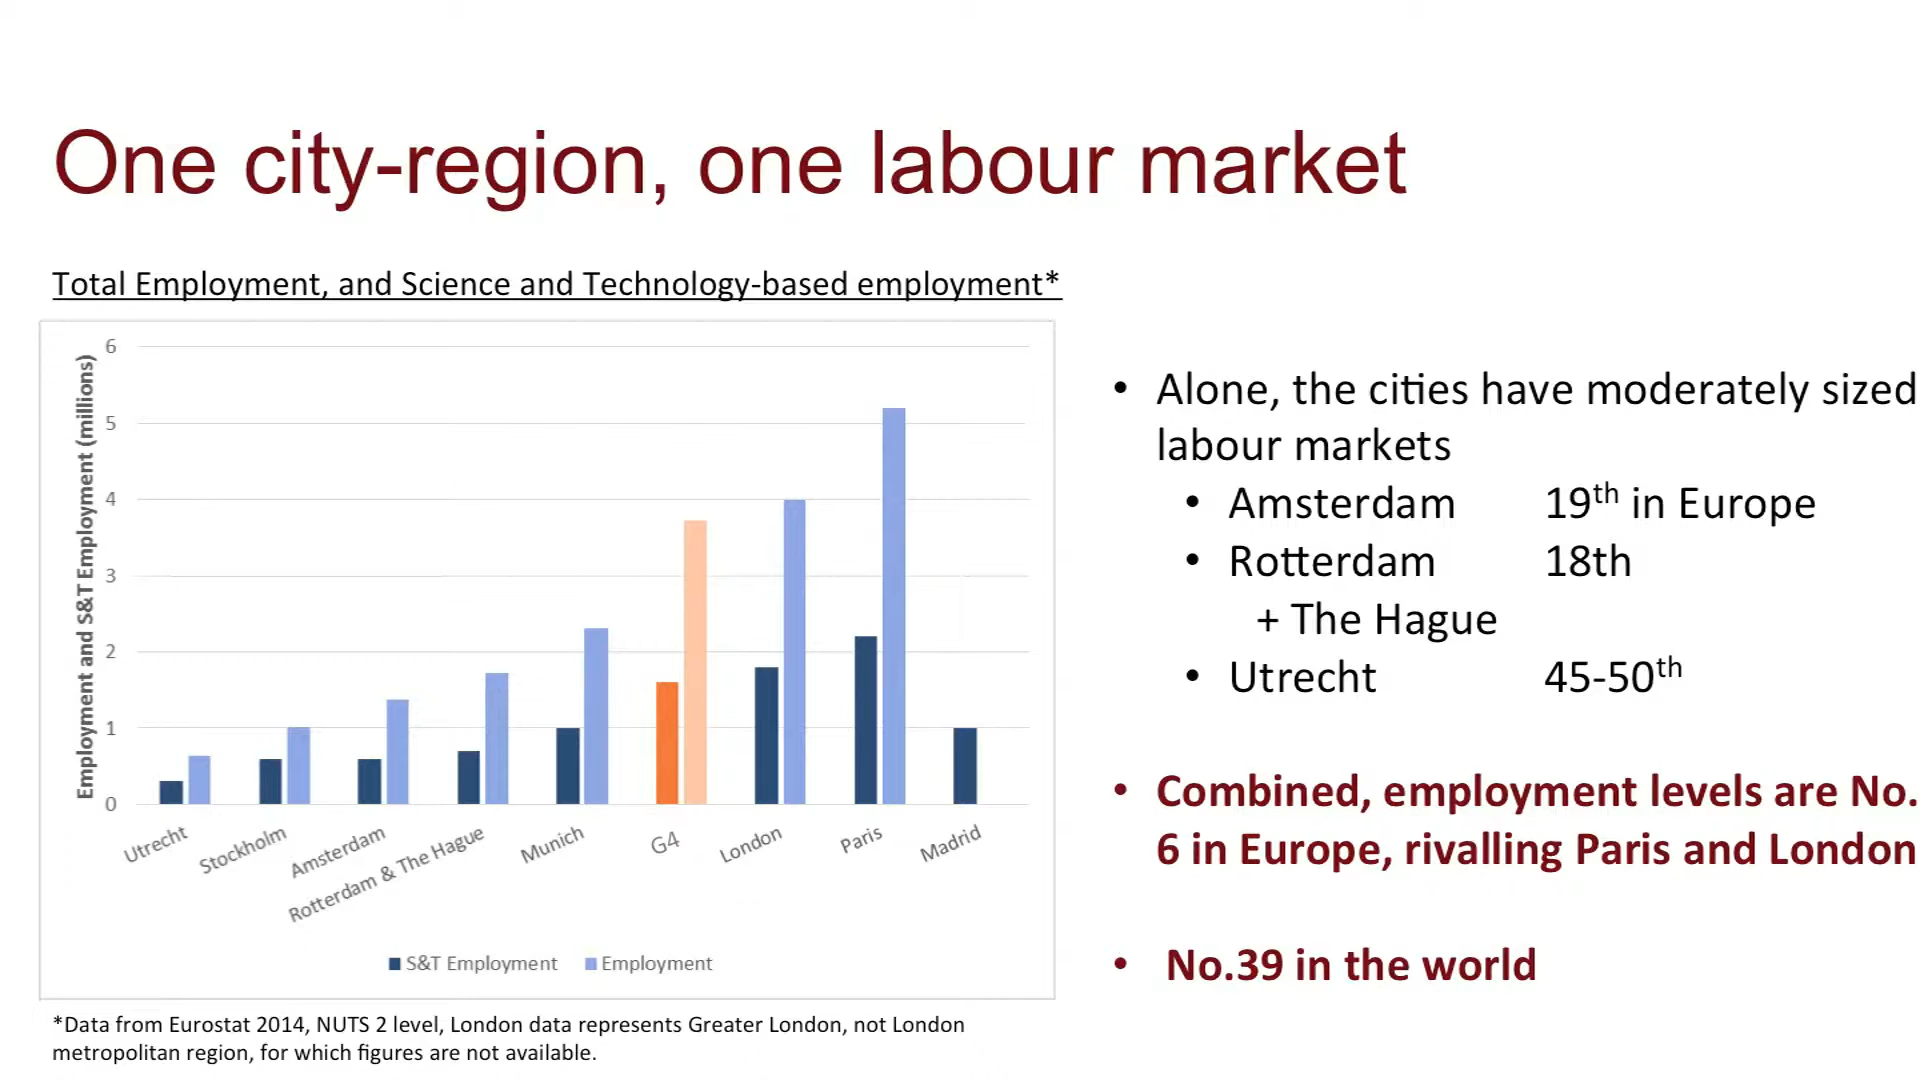 One city-region, one labour market
Total Employment, and Science and Technology-based employment*
Employment and S&T Employment (millions)
6
5
4
3
2
1
0
Utrecht
Stockholm
Amsterdam
Rotterdam & The Hague
Munich
G4
London
Paris
Madrid
S&T Employment
Employment
*Data from Eurostat 2014, NUTS 2 level, London data represents Greater London, not London
metropolitan region, for which figures are not available.
• Alone, the cities have moderately sized
labour markets
• Amsterdam 19th in Europe
• Rotterdam 18th
+ The Hague
• Utrecht 45-50th
• Combined, employment levels are No.
6 in Europe, rivalling Paris and London
• No.39 in the world